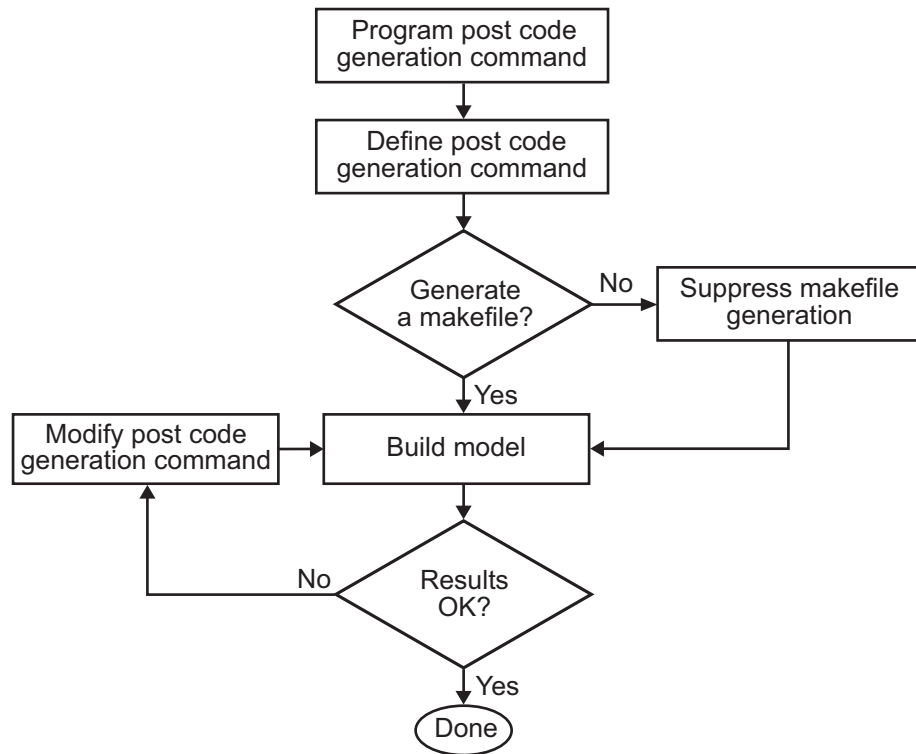 Program post code
generation command
Define post code
generation command
Generate
a makefile?
No
Suppress makefile
generation
Yes
Modify post code
generation command
Build model
No
Results
OK?
Yes
Done